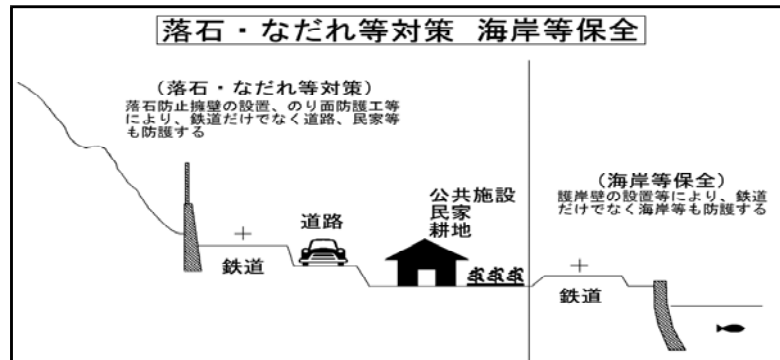 落石・なだれ等対策 海岸等保全
(落石・なだれ等対策)
落石防止擁壁の設置、のり面防護工等
により、鉄道だけでなく道路、民家等
も防護する
(海岸等保全)
護岸壁の設置等により、鉄道
だけでなく海岸等も防護する
公共施設
民家
耕地
道路
鉄道
鉄道